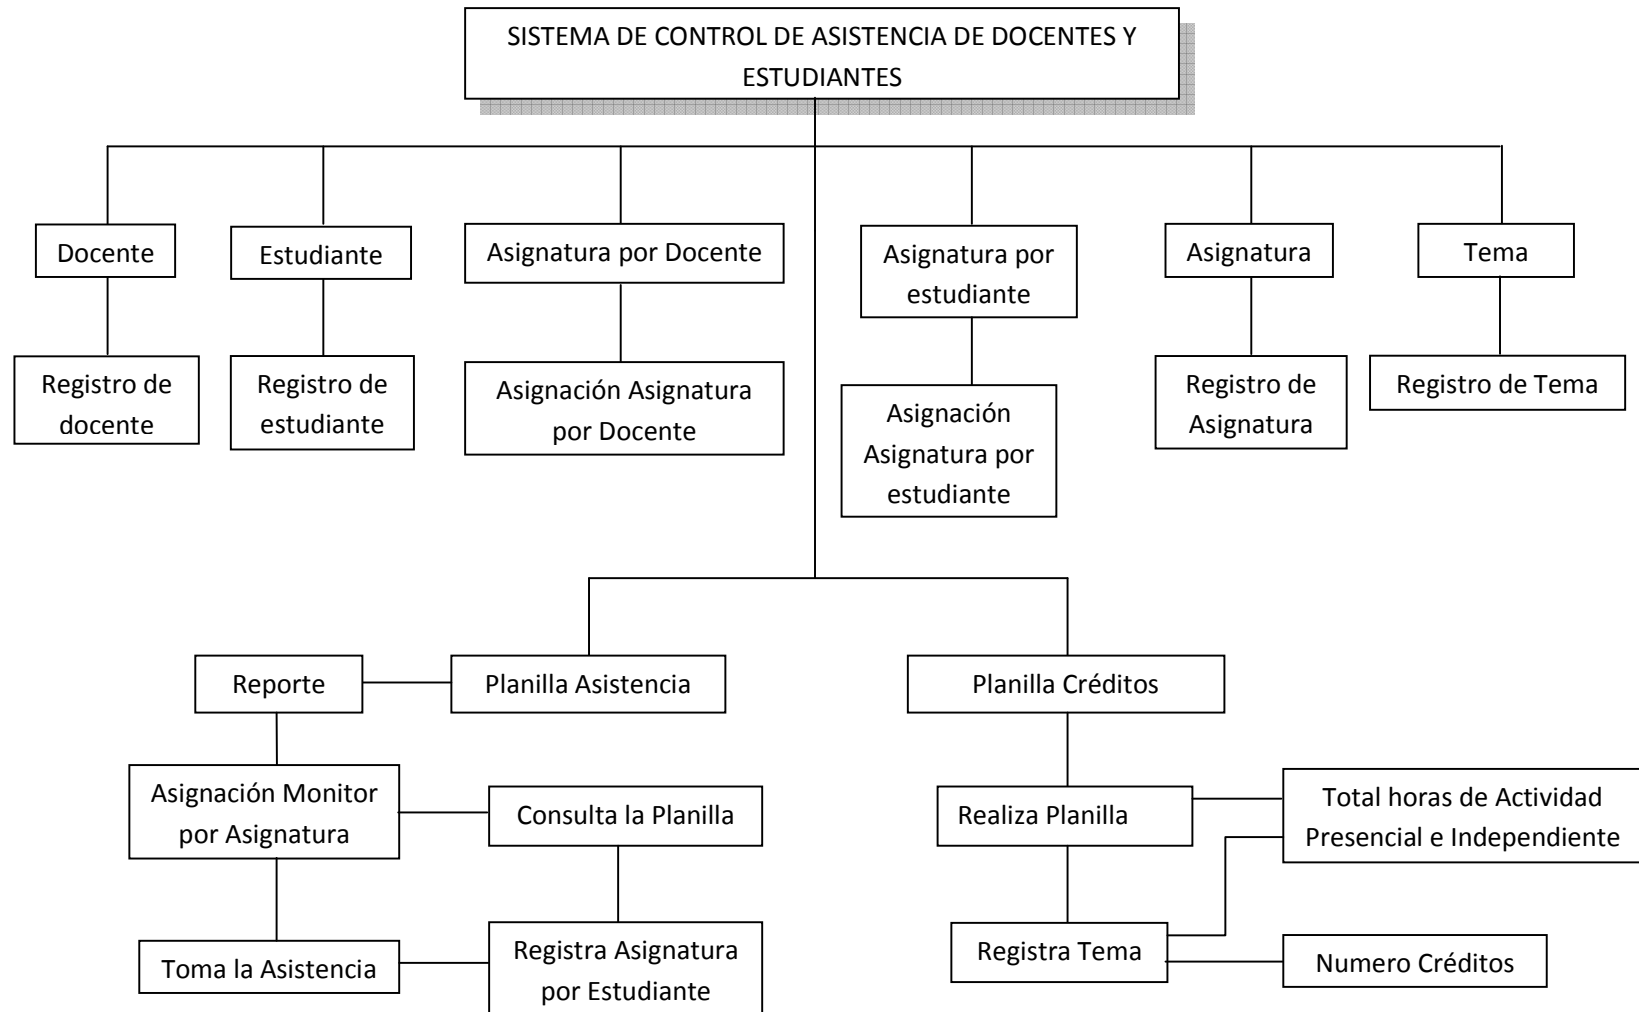 SISTEMA DE CONTROL DE ASISTENCIA DE DOCENTES Y
ESTUDIANTES
Docente
Estudiante
Asignatura por Docente
Asignatura por
estudiante
Asignatura
Tema
Registro de
docente
Registro de
estudiante
Asignación Asignatura
por Docente
Asignación
Asignatura por
estudiante
Registro de
Asignatura
Registro de Tema
Reporte
Planilla Asistencia
Planilla Créditos
Asignación Monitor
por Asignatura
Consulta la Planilla
Realiza Planilla
Total horas de Actividad
Presencial e Independiente
Toma la Asistencia
Registra Asignatura
por Estudiante
Registra Tema
Numero Créditos